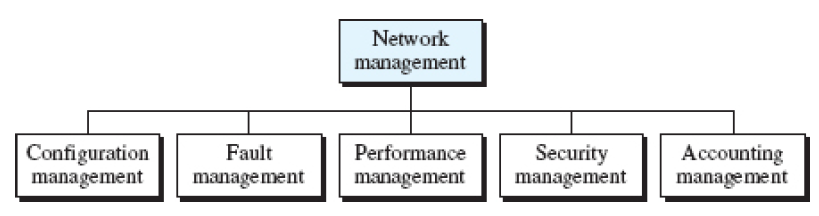 Network
management
Configuration
management
Fault
management
Performance
management
Security
management
Accounting
management